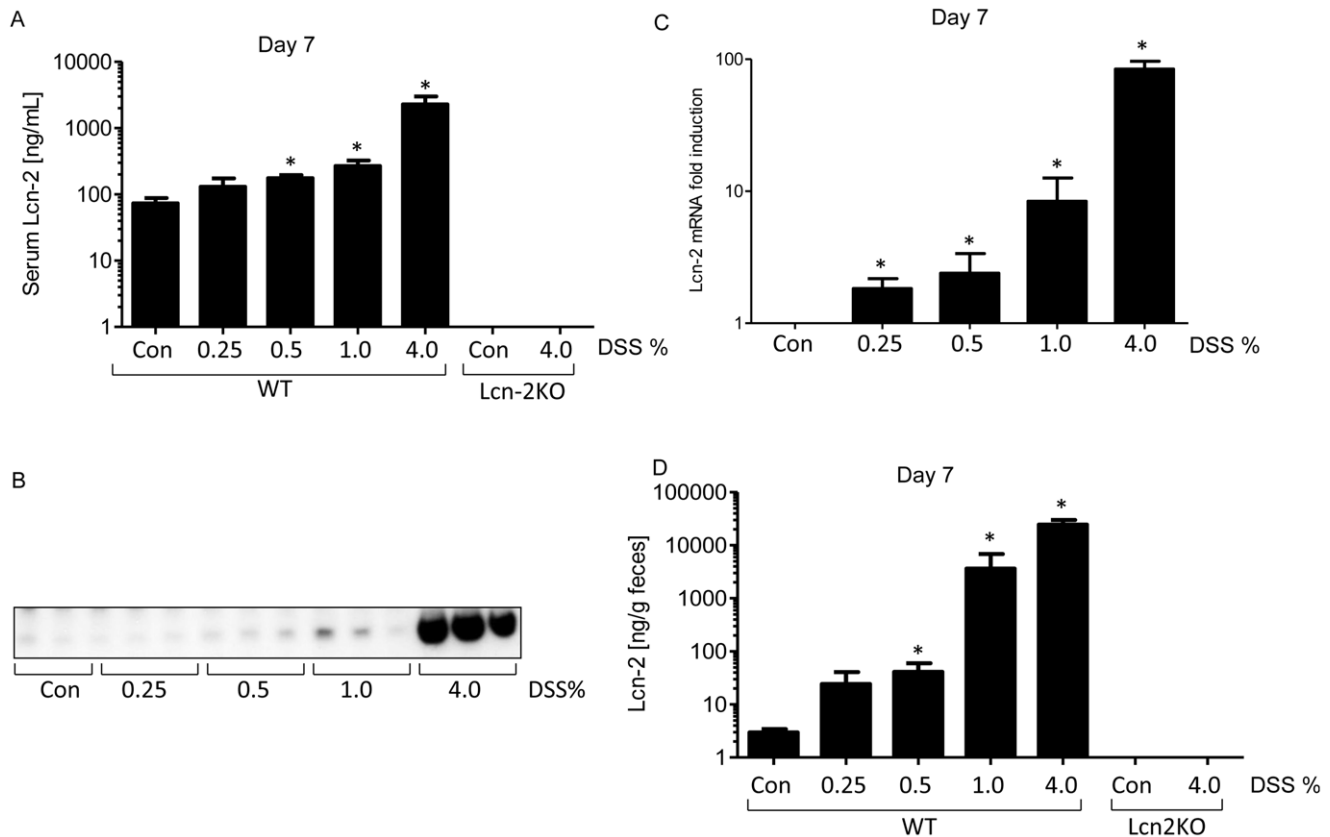 A
Day 7
Serum Lcn-2 [ng/mL]
10000
1000
100
10
1
* * *
Con 0.25 0.5 1.0 4.0 Con 4.0 DSS %
WT Lcn-2KO
B
Con 0.25 0.5 1.0 4.0 DSS%
C
Day 7
Lcn-2 mRNA fold induction
100
10
1
* * * *
Con 0.25 0.5 1.0 4.0 DSS %
D
Day 7
Lcn-2 [ng/g feces]
100000
10000
1000
100
10
1
* * *
Con 0.25 0.5 1.0 4.0 Con 4.0 DSS %
WT Lcn2KO